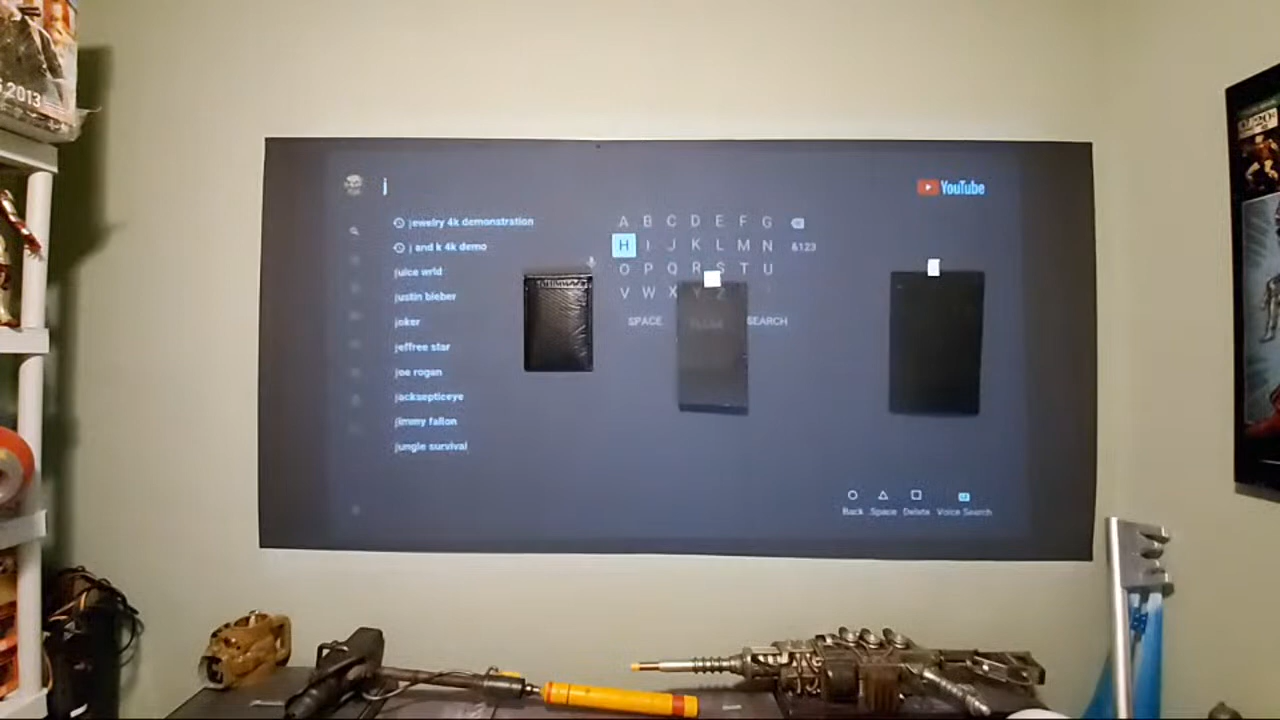 2013
j
YouTube
jewelry 4k demonstration
j and k 4k demo
juice wrld
justin bieber
joker
jeffree star
joe rogan
jacksepticeye
jimmy fallon
jungle survival
A B C D E F G
H I J K L M N &123
O P Q R S T U
V W X Y Z
SPACE SEARCH
Back Space Delete Voice Search